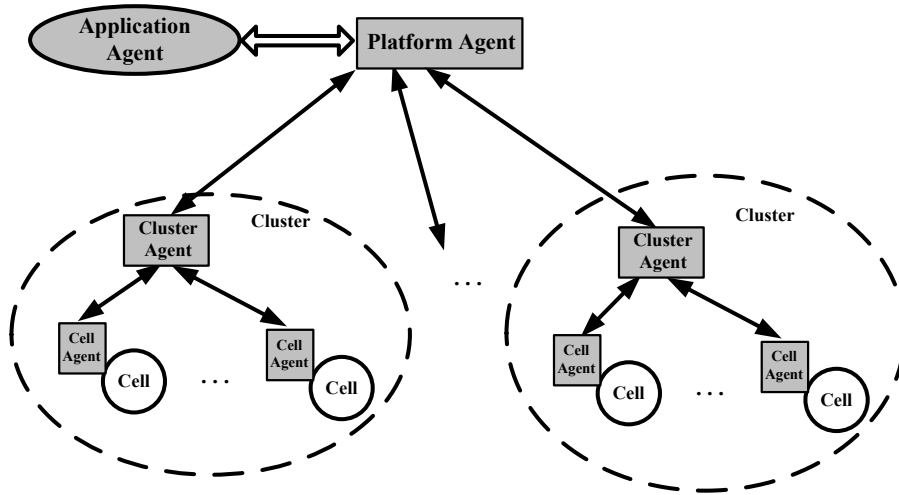 Application
Agent
Platform Agent
Cluster
Cluster
Agent
Cell
Agent
Cell
Agent
Cell
...
Cell
...
Cluster
Cluster
Agent
Cell
Agent
Cell
Agent
Cell
...
Cell